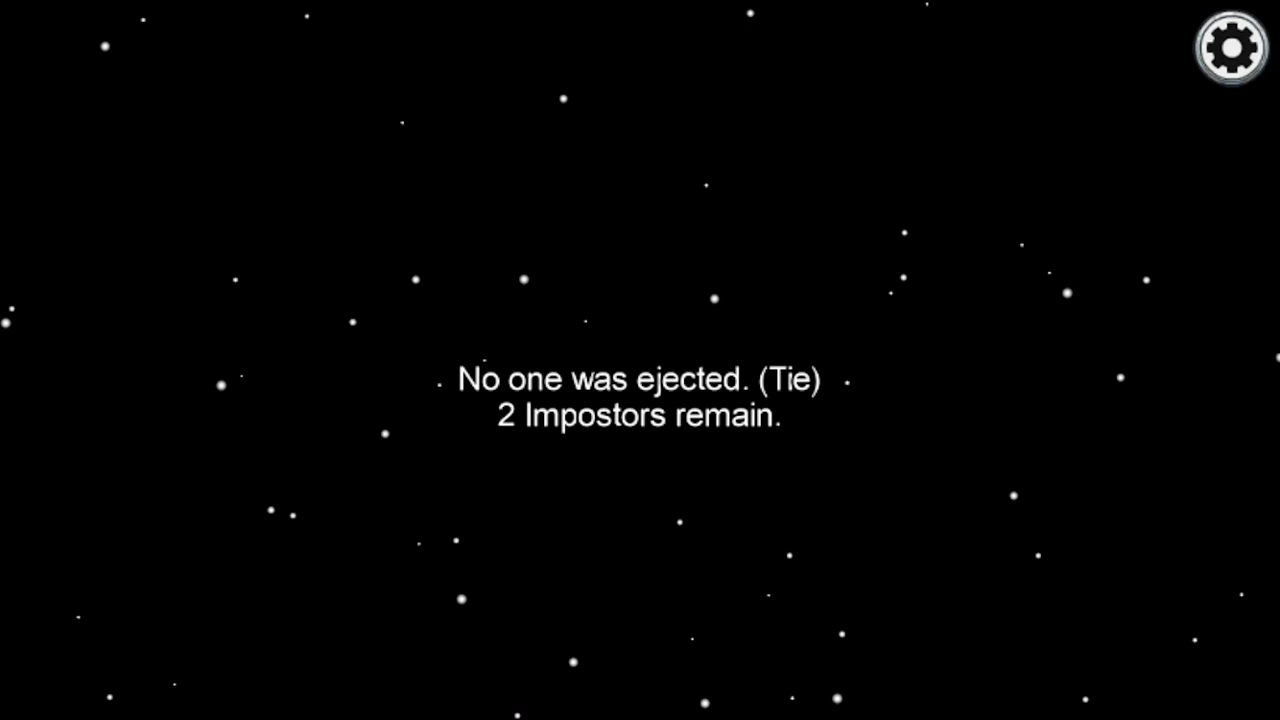 No one was ejected. (Tie)
2 Impostors remain.